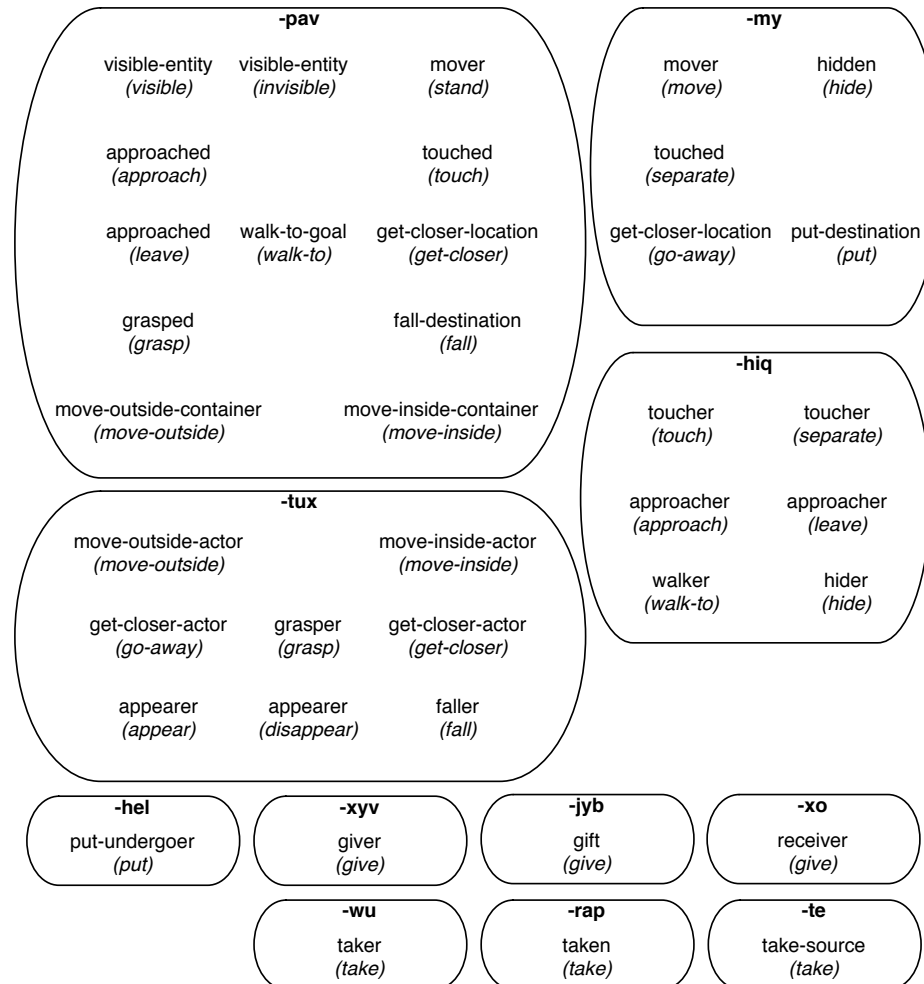 -pav
visible-entity visible-entity mover
(visible) (invisible) (stand)
approached touched
(approach) (touch)
approached walk-to-goal get-closer-location
(leave) (walk-to) (get-closer)
grasped fall-destination
(grasp) (fall)
move-outside-container move-inside-container
(move-outside) (move-inside)
-my
mover hidden
(move) (hide)
touched
(separate)
get-closer-location put-destination
(go-away) (put)
-hiq
toucher toucher
(touch) (separate)
approacher approacher
(approach) (leave)
walker hider
(walk-to) (hide)
-tux
move-outside-actor move-inside-actor
(move-outside) (move-inside)
get-closer-actor grasper get-closer-actor
(go-away) (grasp) (get-closer)
appearer appearer faller
(appear) (disappear) (fall)
-hel -xyv -jyb -xo
put-undergoer giver gift receiver
(put) (give) (give) (give)
-wu -rap -te
taker taken take-source
(take) (take) (take)